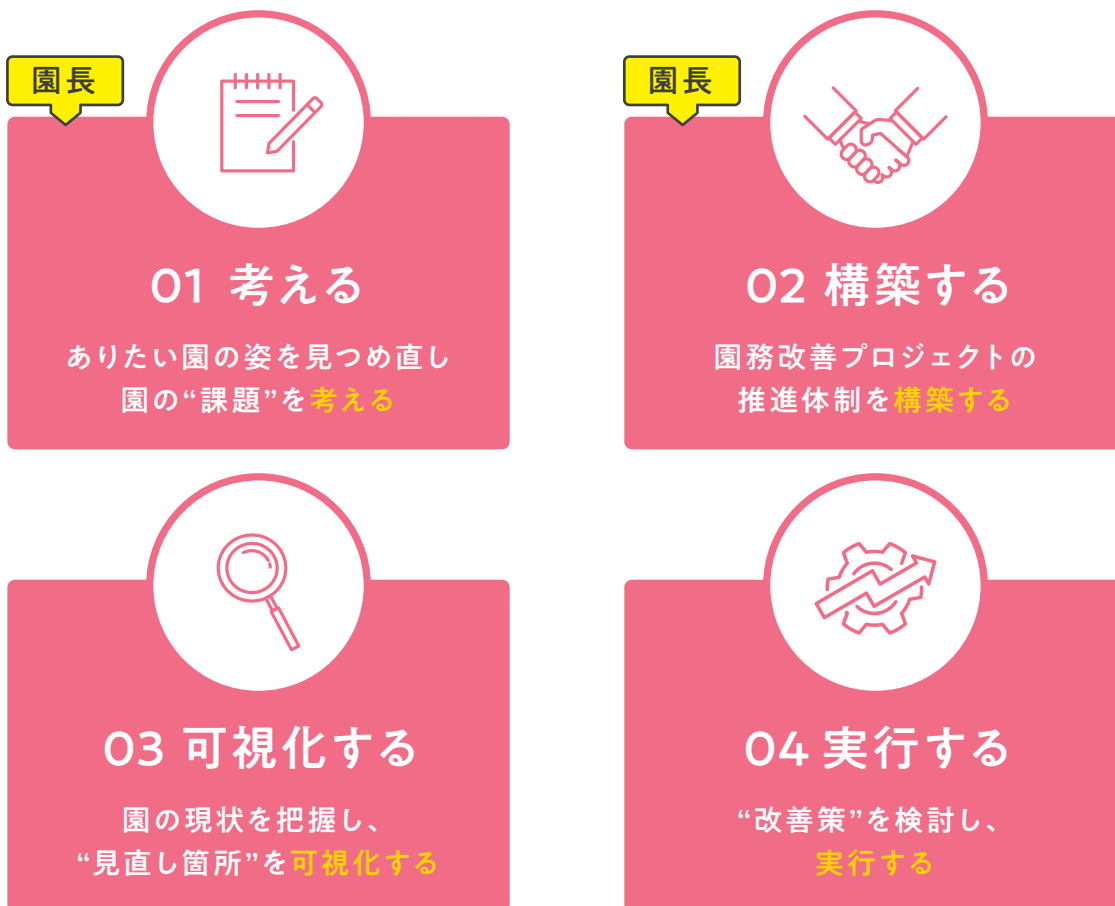 園長
01 考える
ありたい園の姿を見つめ直し
園の“課題”を考える
園長
02 構築する
園務改善プロジェクトの
推進体制を構築する
03 可視化する
園の現状を把握し、
“見直し箇所”を可視化する
04 実行する
“改善策”を検討し、
実行する